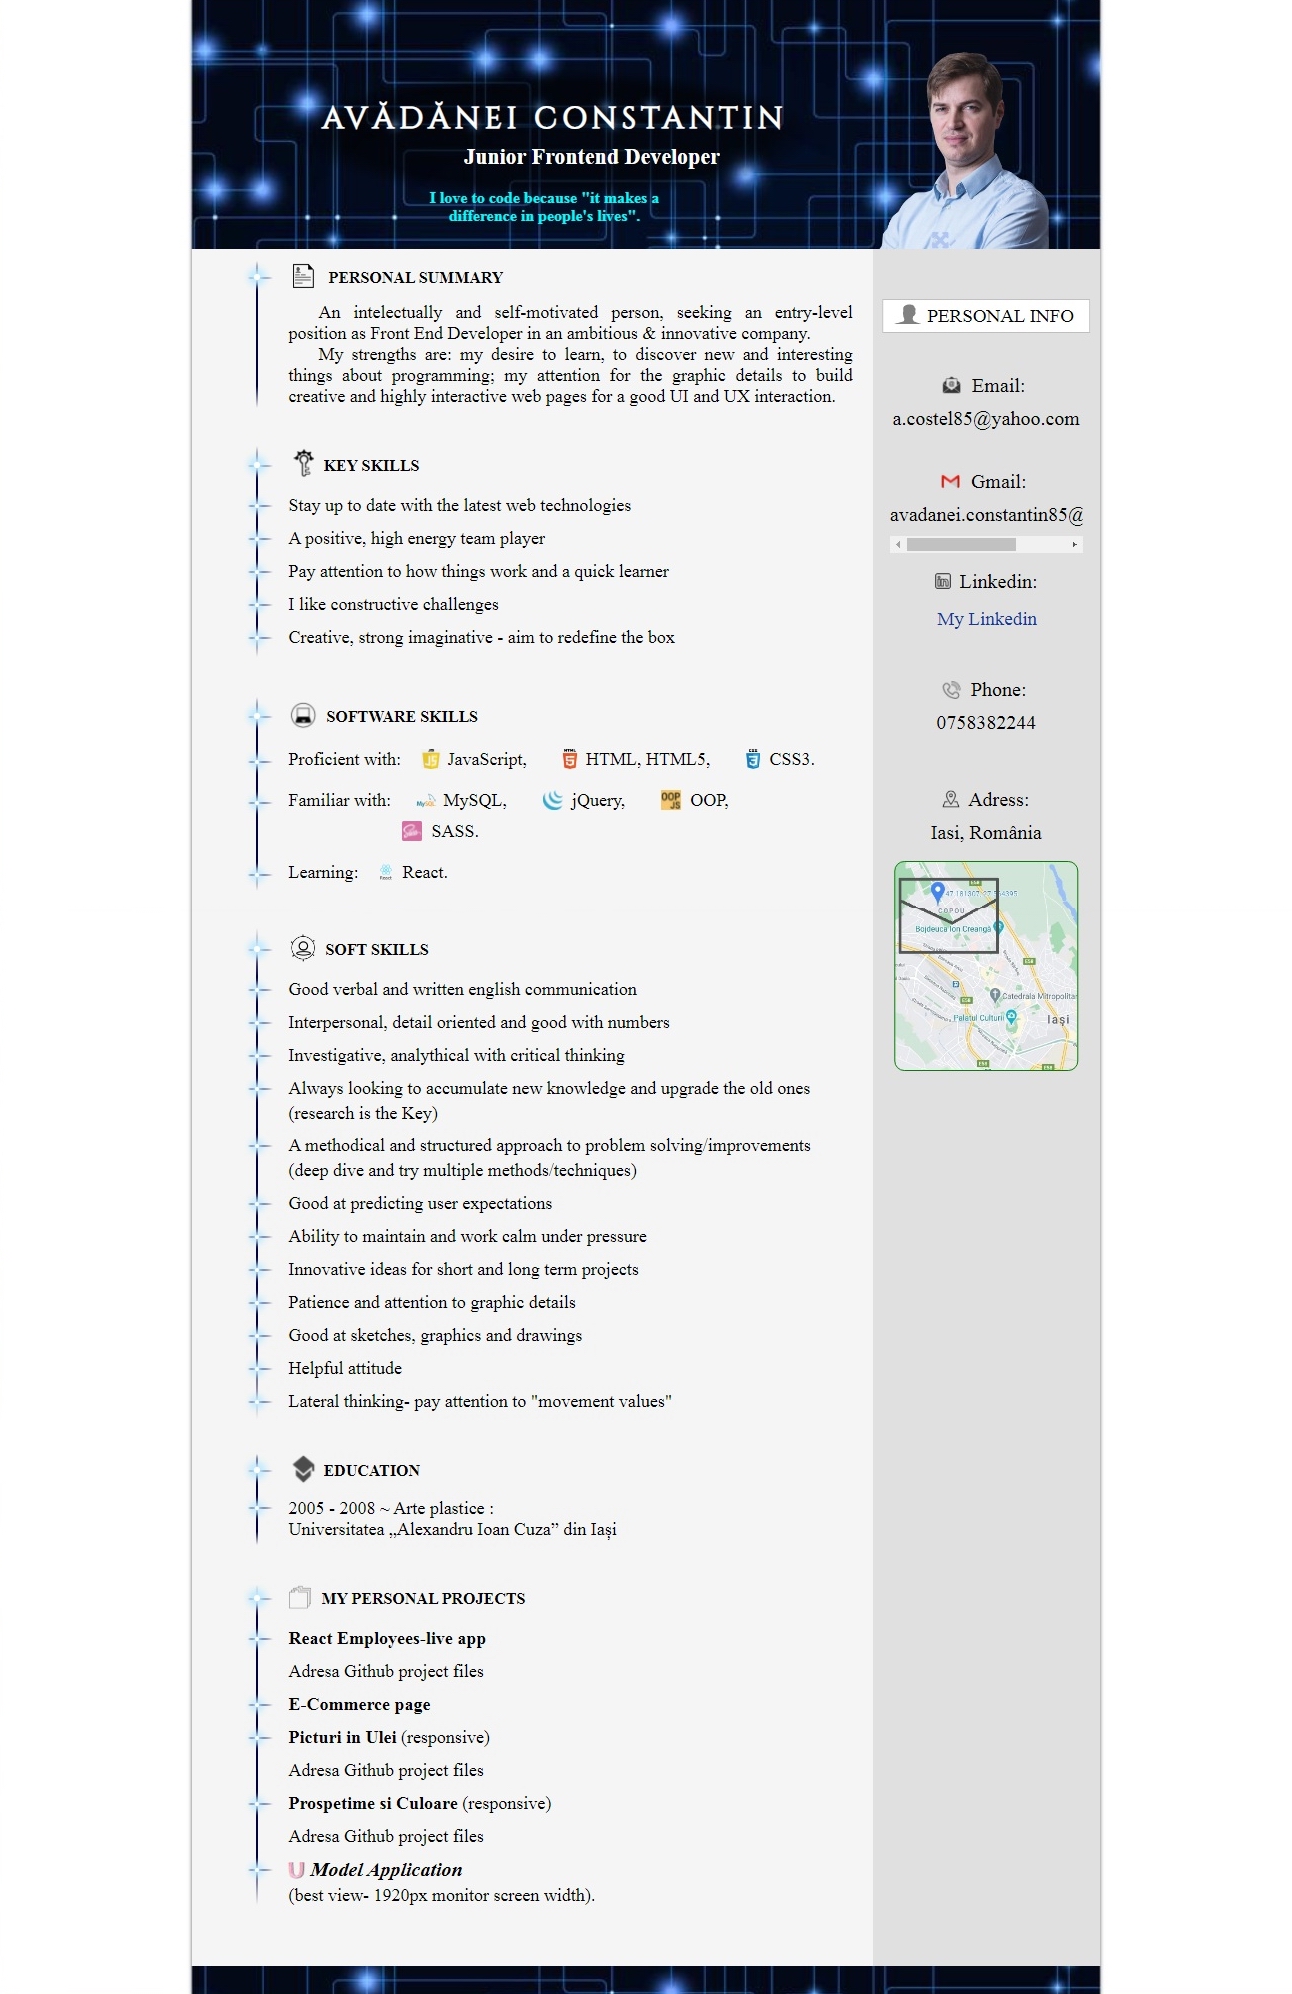 AVĂDĂNEI CONSTANTIN
Junior Frontend Developer
I love to code because "it makes a
difference in people's lives".
PERSONAL SUMMARY
An intelectually and self-motivated person, seeking an entry-level
position as Front End Developer in an ambitious & innovative company.
My strengths are: my desire to learn, to discover new and interesting
things about programming; my attention for the graphic details to build
creative and highly interactive web pages for a good UI and UX interaction.
KEY SKILLS
Stay up to date with the latest web technologies
A positive, high energy team player
Pay attention to how things work and a quick learner
I like constructive challenges
Creative, strong imaginative - aim to redefine the box
SOFTWARE SKILLS
Proficient with: JavaScript, HTML, HTML5, CSS3.
Familiar with: MySQL, jQuery, OOP,
SASS.
Learning: React.
SOFT SKILLS
Good verbal and written english communication
Interpersonal, detail oriented and good with numbers
Investigative, analythical with critical thinking
Always looking to accumulate new knowledge and upgrade the old ones
(research is the Key)
A methodical and structured approach to problem solving/improvements
(deep dive and try multiple methods/techniques)
Good at predicting user expectations
Ability to maintain and work calm under pressure
Innovative ideas for short and long term projects
Patience and attention to graphic details
Good at sketches, graphics and drawings
Helpful attitude
Lateral thinking- pay attention to "movement values"
EDUCATION
2005 - 2008 ~ Arte plastice :
Universitatea „Alexandru Ioan Cuza” din Iași
MY PERSONAL PROJECTS
React Employees-live app
Adresa Github project files
E-Commerce page
Picturi in Ulei (responsive)
Adresa Github project files
Prospetime si Culoare (responsive)
Adresa Github project files
U Model Application
(best view- 1920px monitor screen width).
PERSONAL INFO
Email:
a.costel85@yahoo.com
Gmail:
avadanei.constantin85@
Linkedin:
My Linkedin
Phone:
0758382244
Adress:
Iasi, România
COPOU
Bojdeuca Ion Creangă
Catedrala Mitropolitan
Palatul Culturii
Iași